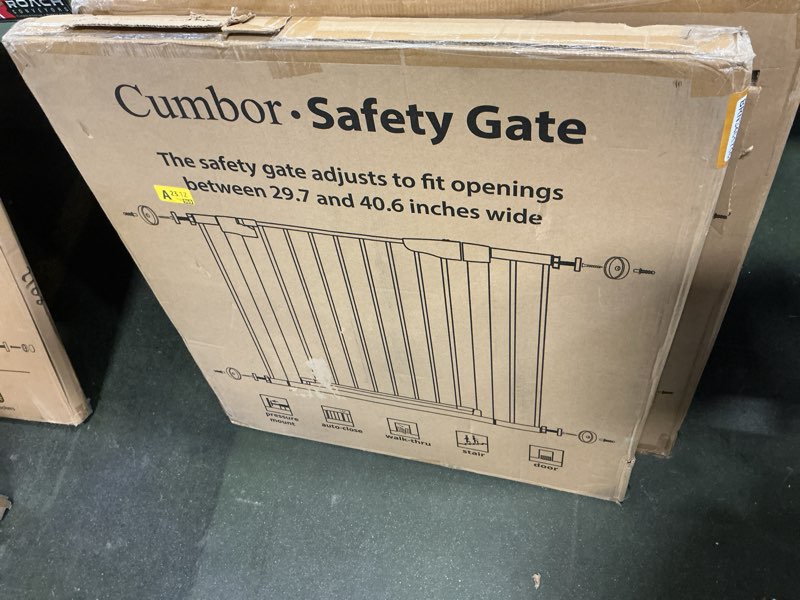 ROACH
Cumbor · Safety Gate
The safety gate adjusts to fit openings
between 29.7 and 40.6 inches wide
A
pressure
mount
auto-close
walk-thru
stair
door